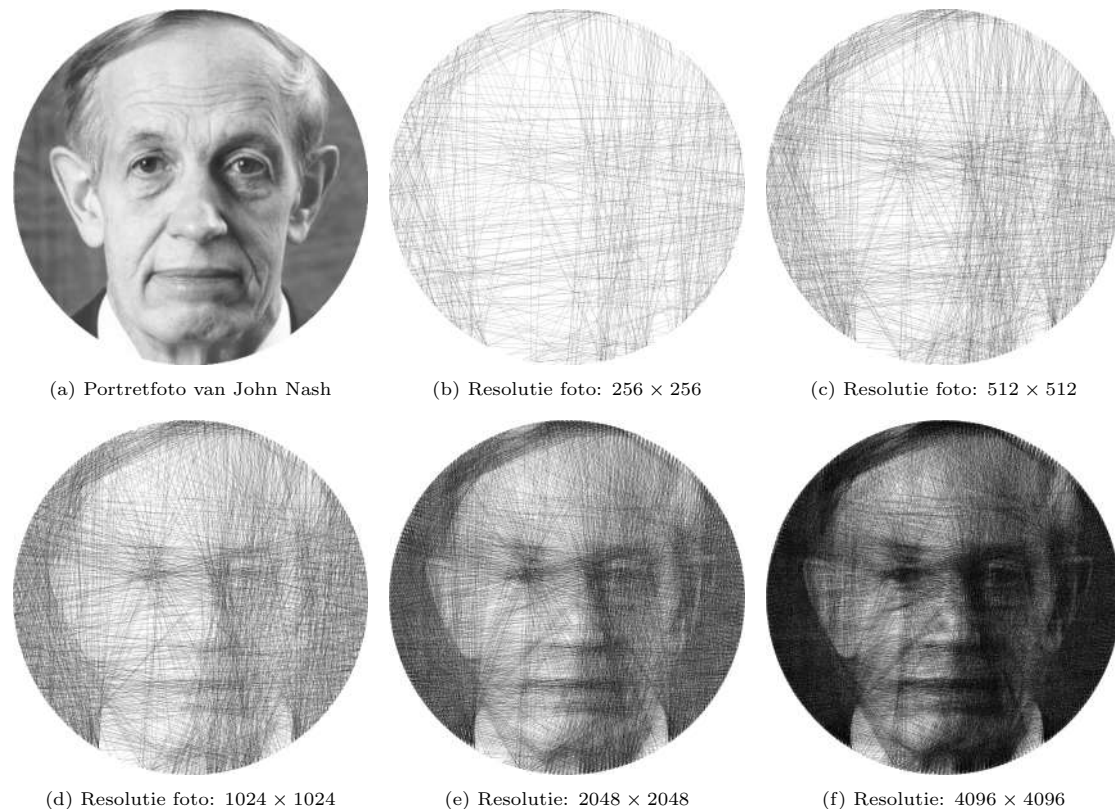 (a) Portretfoto van John Nash
(b) Resolutie foto: 256 × 256
(c) Resolutie foto: 512 × 512
(d) Resolutie foto: 1024 × 1024
(e) Resolutie: 2048 × 2048
(f) Resolutie: 4096 × 4096